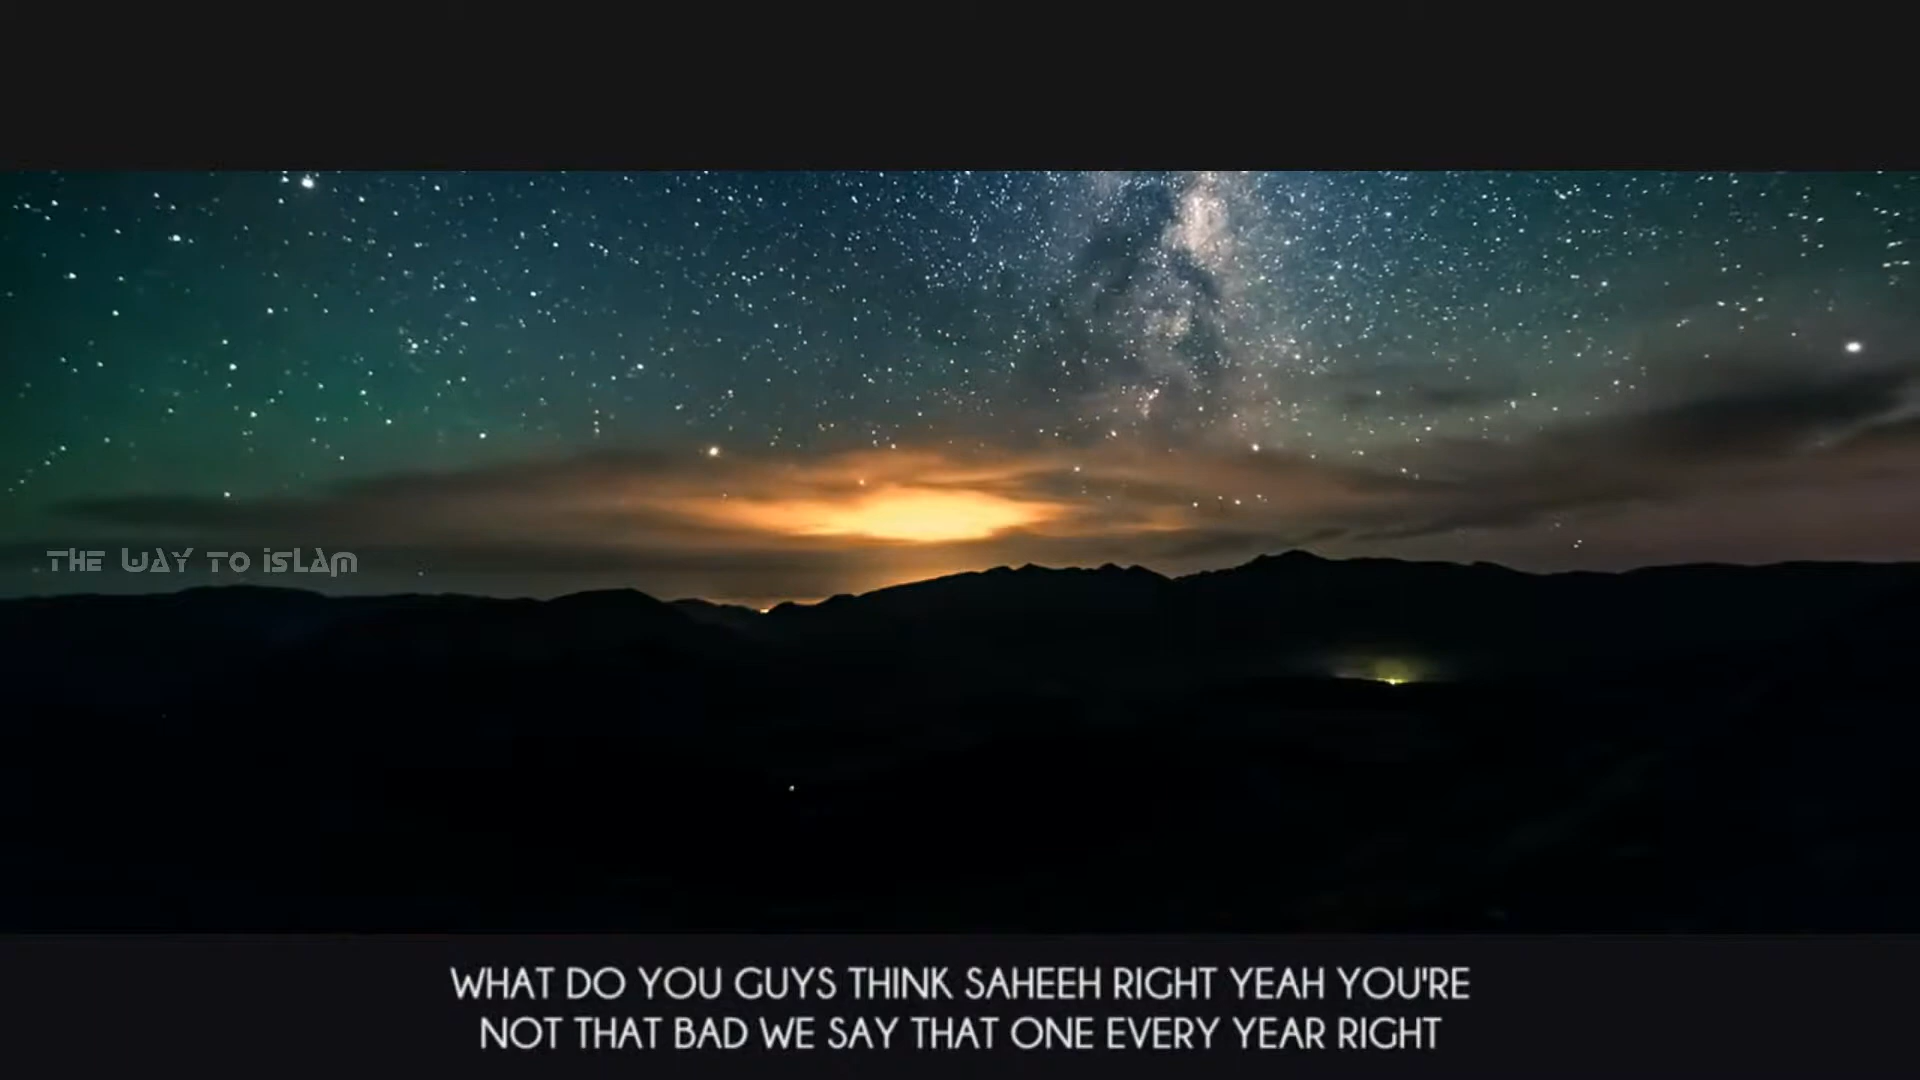 THE WAY TO iSLAM
WHAT DO YOU GUYS THINK SAHEEH RIGHT YEAH YOU'RE
NOT THAT BAD WE SAY THAT ONE EVERY YEAR RIGHT